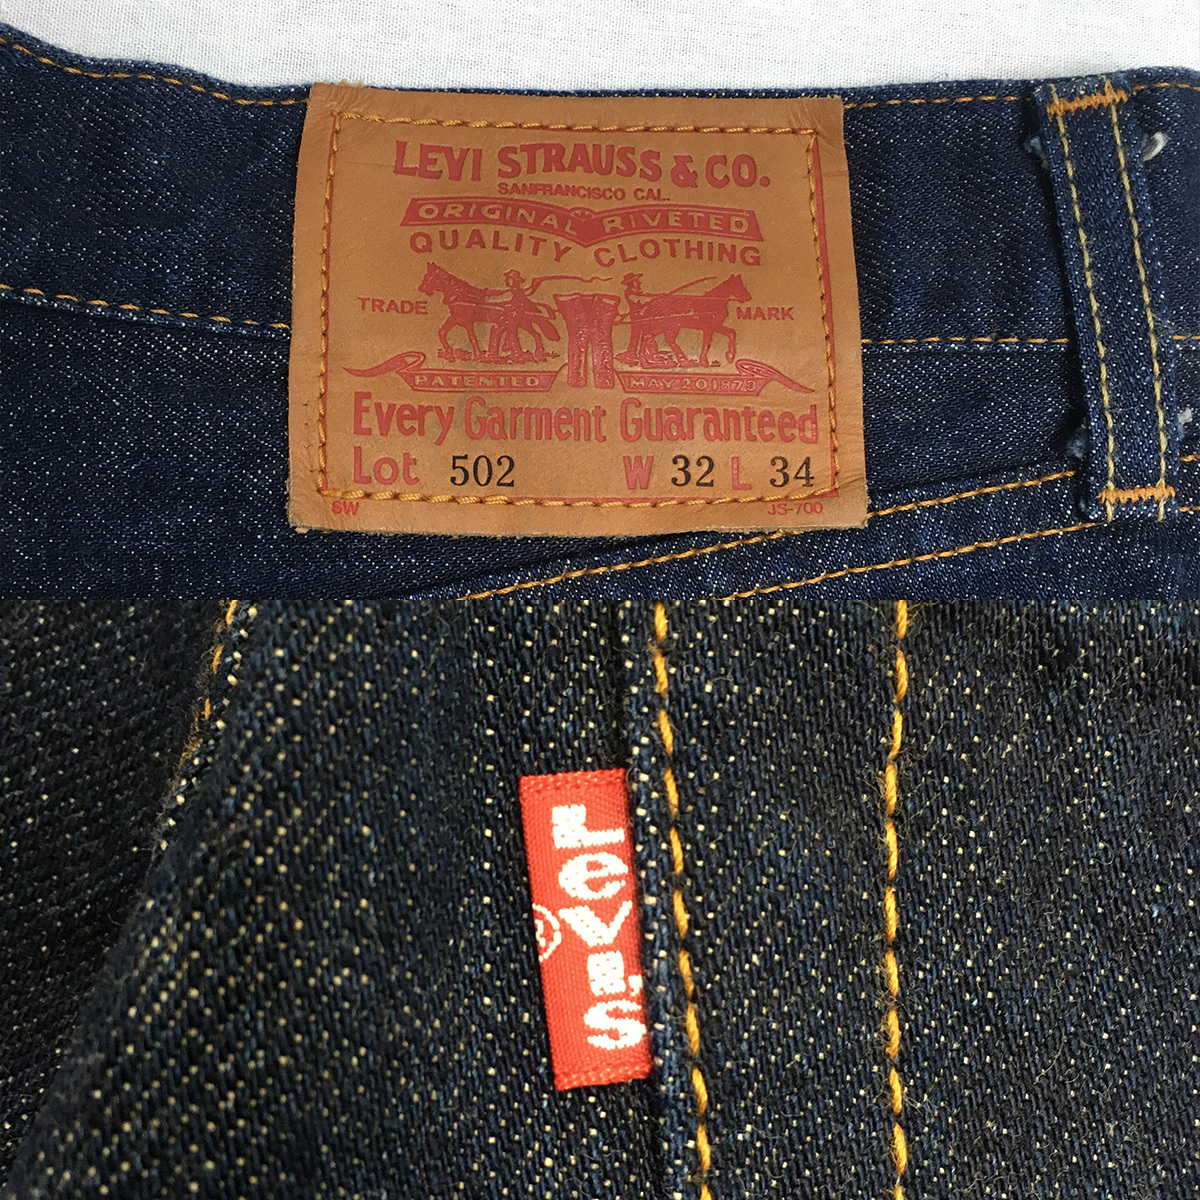 LEVI STRAUSS & CO.
SANFRANCISCO CAL.
ORIGINAL RIVETED
QUALITY CLOTHING
TRADE MARK
PATENTED MAY 20 1873
Every Garment Guaranteed
Lot 502 W 32 L 34
SW JS-700
LeVI'S
®